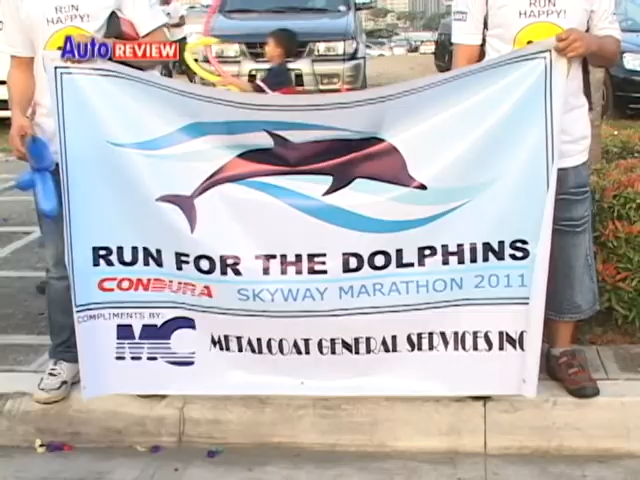 RUN
HAPPY!
RUN
HAPPY!
Auto REVIEW
RUN FOR THE DOLPHINS
CONDURA SKYWAY MARATHON 2011
COMPLIMENTS BY:
MC METALCOAT GENERAL SERVICES INC